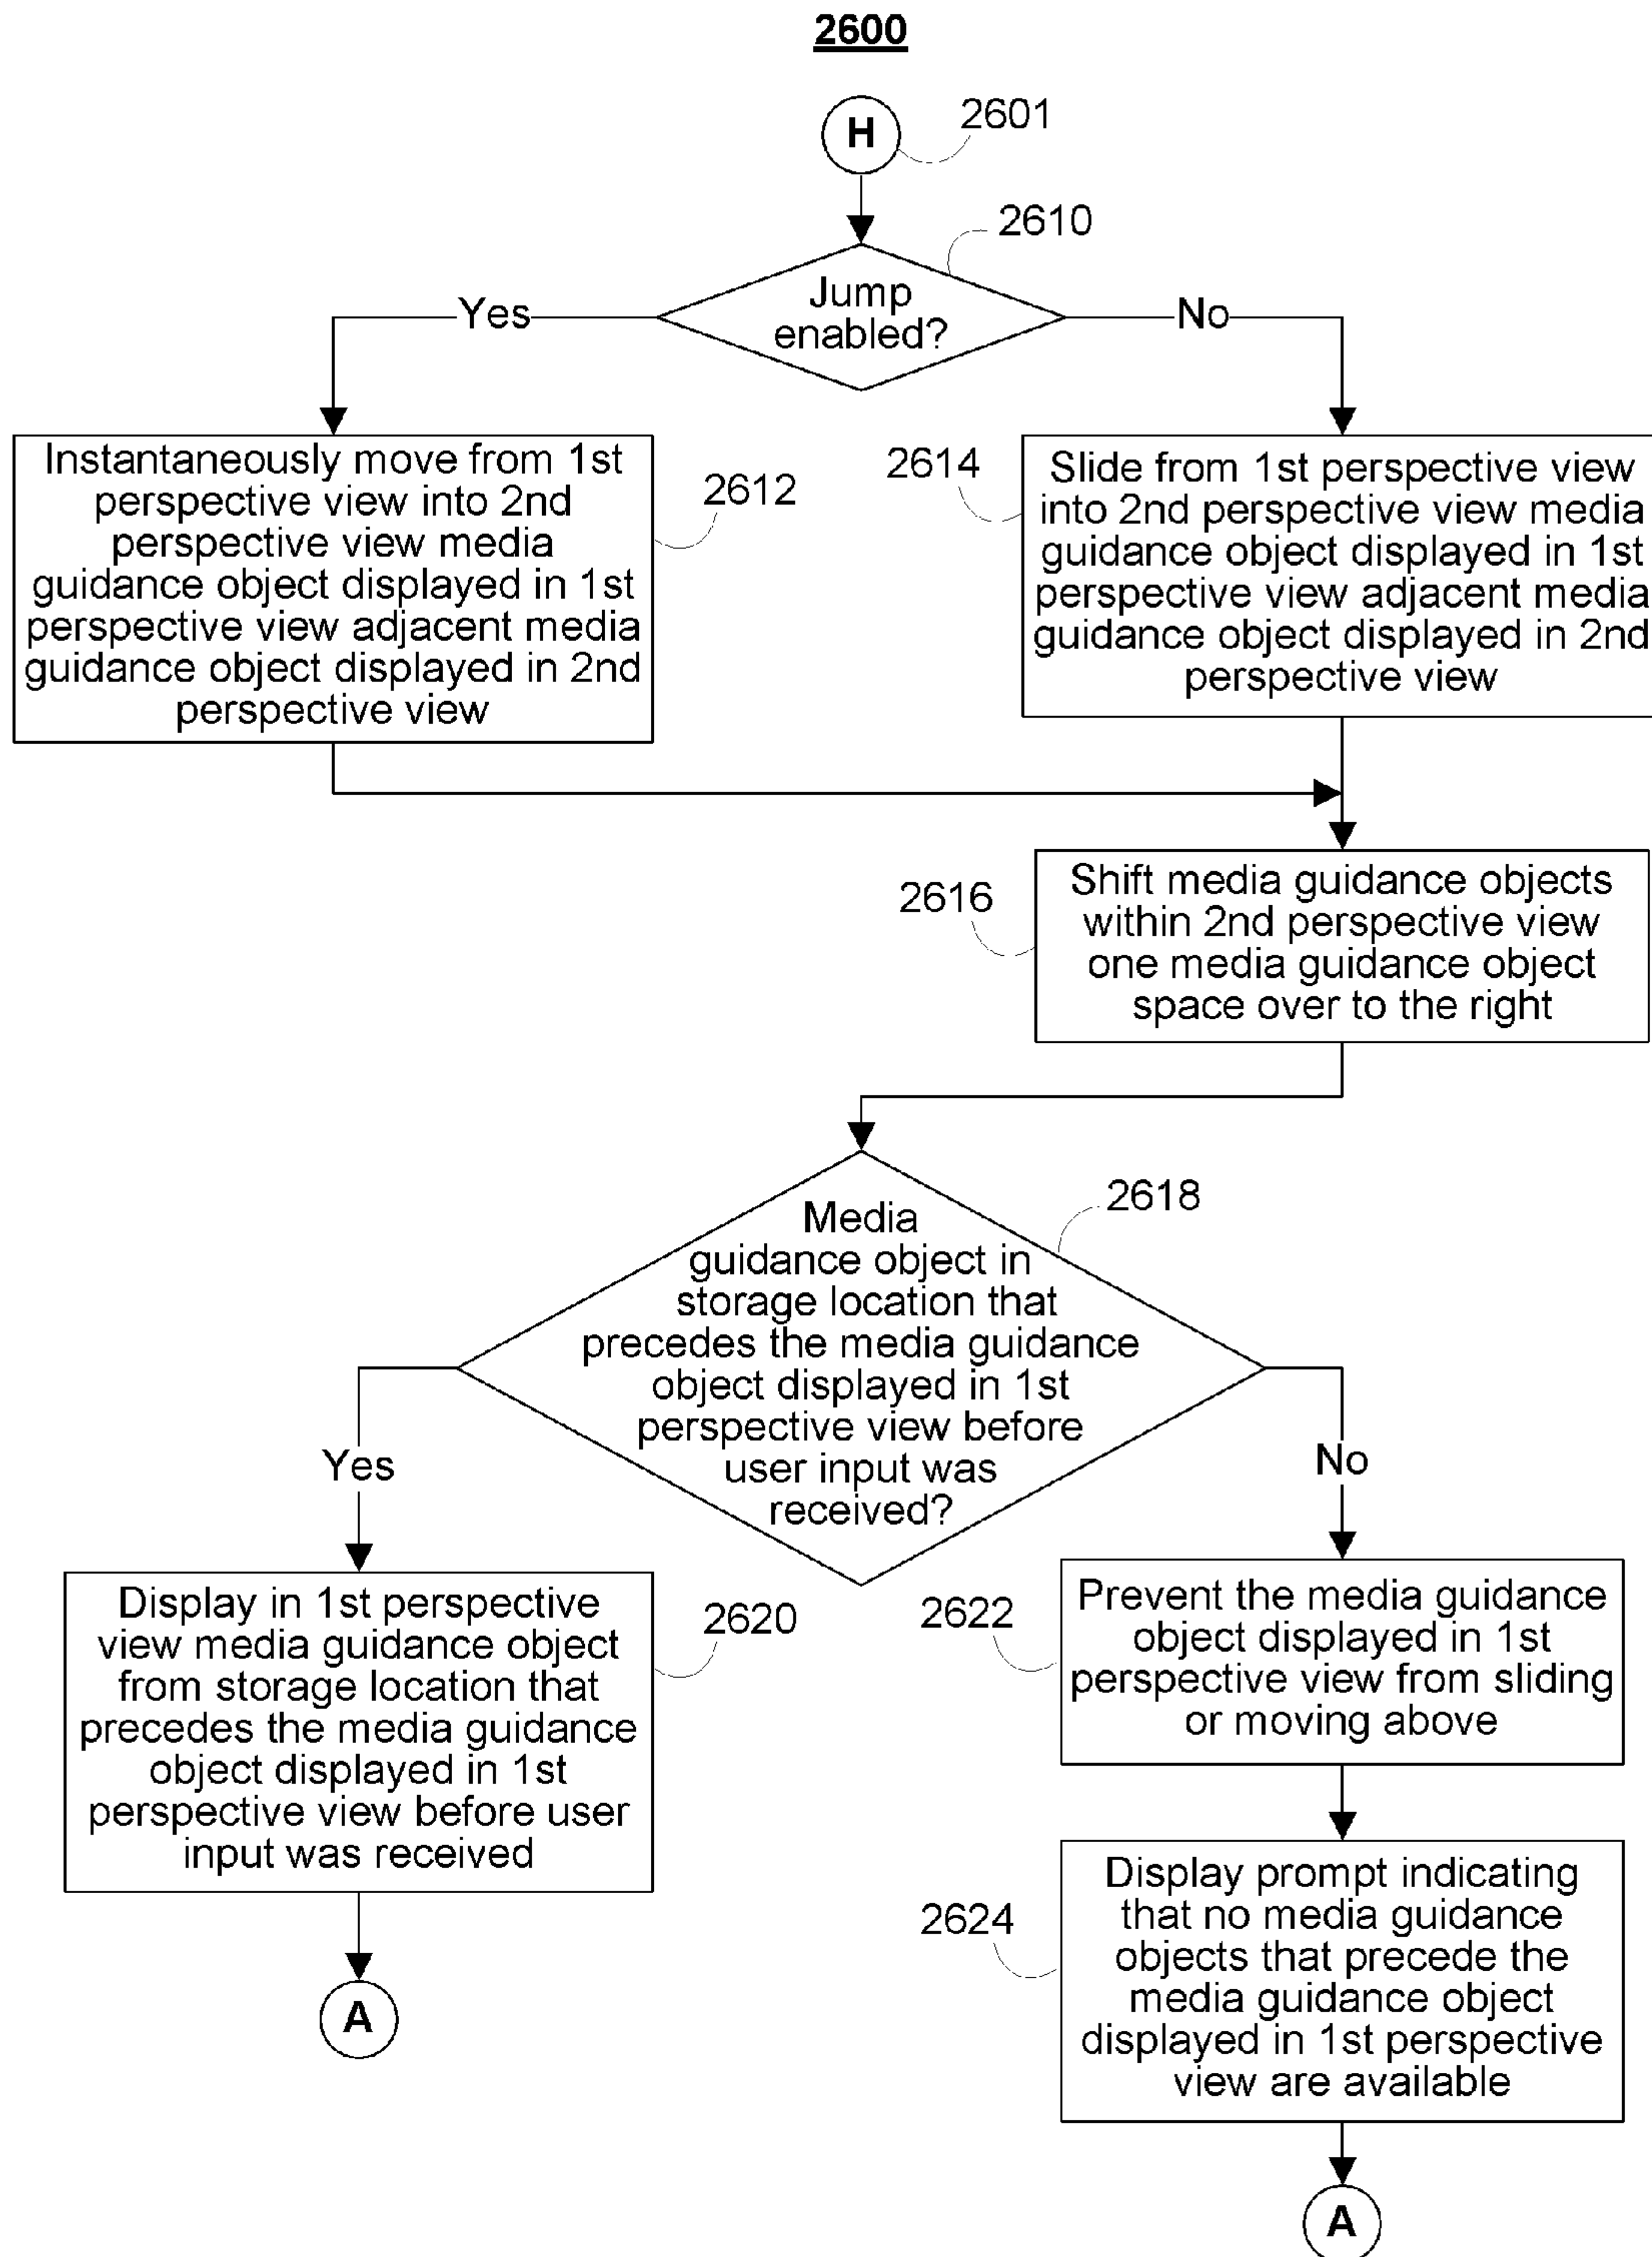 2600
H
2601
2610
Jump
enabled?
Yes
No
Instantaneously move from 1st
perspective view into 2nd
perspective view media
guidance object displayed in 1st
perspective view adjacent media
guidance object displayed in 2nd
perspective view
2612
2614
Slide from 1st perspective view
into 2nd perspective view media
guidance object displayed in 1st
perspective view adjacent media
guidance object displayed in 2nd
perspective view
2616
Shift media guidance objects
within 2nd perspective view
one media guidance object
space over to the right
2618
Media
guidance object in
storage location that
precedes the media guidance
object displayed in 1st
perspective view before
user input was
received?
Yes
No
Display in 1st perspective
view media guidance object
from storage location that
precedes the media guidance
object displayed in 1st
perspective view before user
input was received
2620
2622
Prevent the media guidance
object displayed in 1st
perspective view from sliding
or moving above
2624
Display prompt indicating
that no media guidance
objects that precede the
media guidance object
displayed in 1st perspective
view are available
A
A